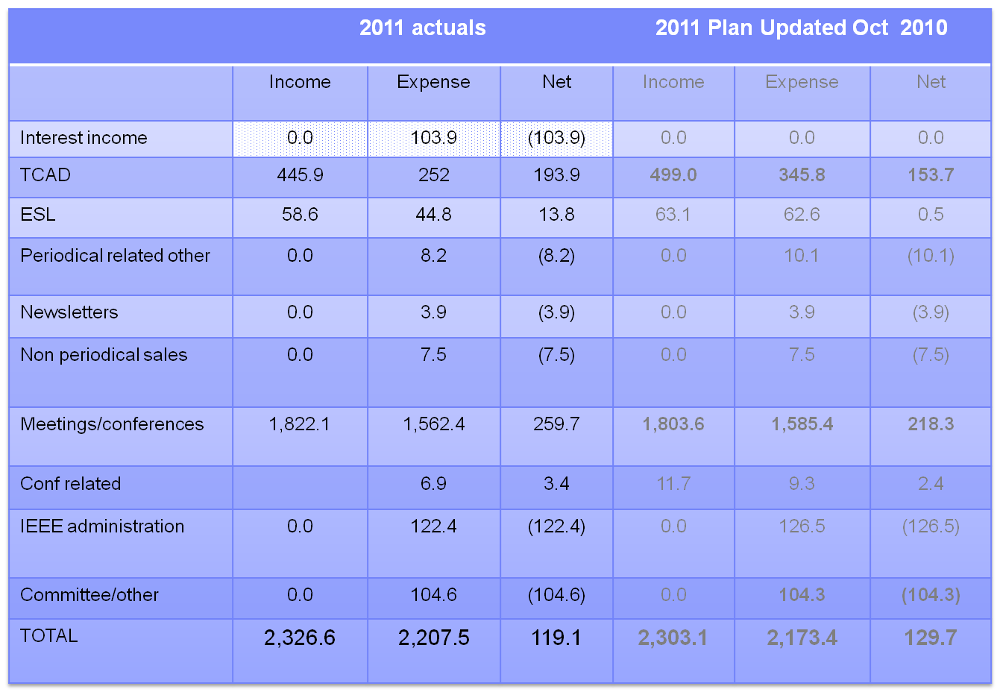 2011 actuals 2011 Plan Updated Oct 2010
Income Expense Net Income Expense Net
Interest income 0.0 103.9 (103.9) 0.0 0.0 0.0
TCAD 445.9 252 193.9 499.0 345.8 153.7
ESL 58.6 44.8 13.8 63.1 62.6 0.5
Periodical related other 0.0 8.2 (8.2) 0.0 10.1 (10.1)
Newsletters 0.0 3.9 (3.9) 0.0 3.9 (3.9)
Non periodical sales 0.0 7.5 (7.5) 0.0 7.5 (7.5)
Meetings/conferences 1,822.1 1,562.4 259.7 1,803.6 1,585.4 218.3
Conf related 6.9 3.4 11.7 9.3 2.4
IEEE administration 0.0 122.4 (122.4) 0.0 126.5 (126.5)
Committee/other 0.0 104.6 (104.6) 0.0 104.3 (104.3)
TOTAL 2,326.6 2,207.5 119.1 2,303.1 2,173.4 129.7